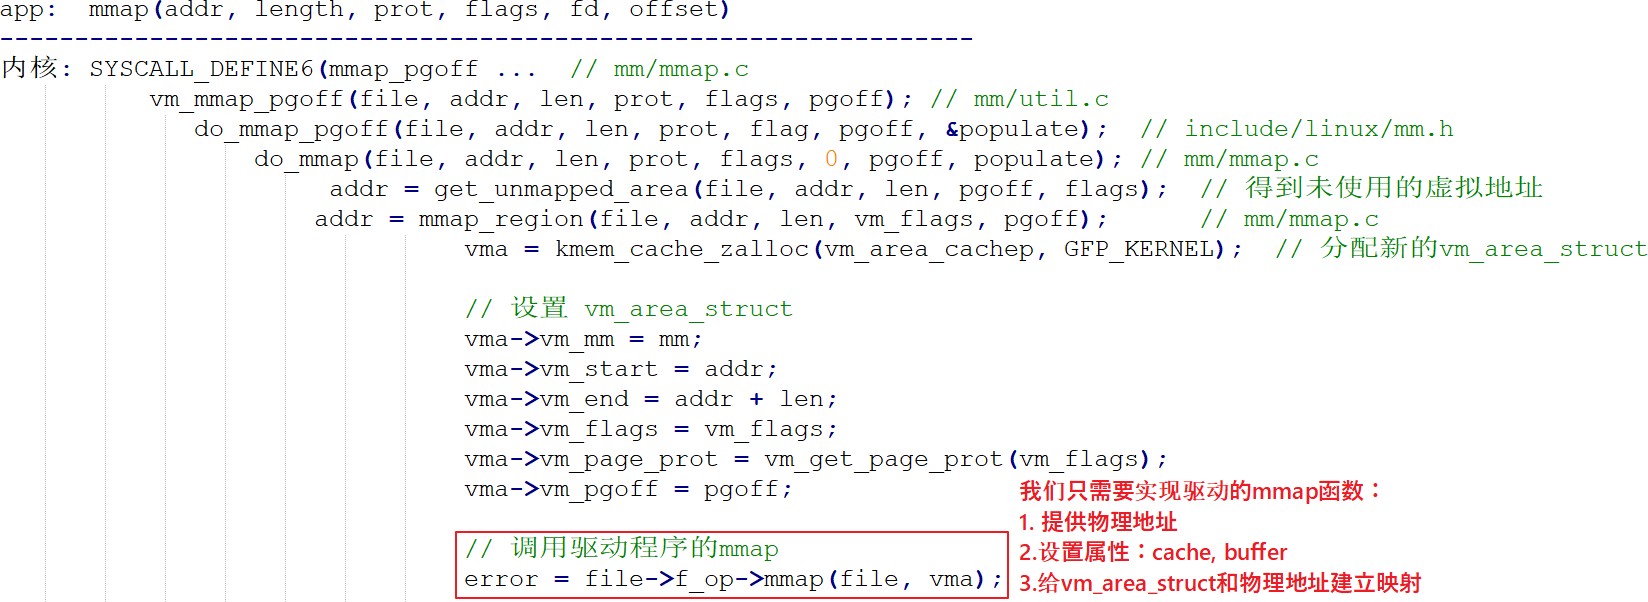 app:  mmap(addr, length, prot, flags, fd, offset)
-----------------------------------------------------------------
内核: SYSCALL_DEFINE6(mmap_pgoff ...  // mm/mmap.c
vm_mmap_pgoff(file, addr, len, prot, flags, pgoff); // mm/util.c
do_mmap_pgoff(file, addr, len, prot, flag, pgoff, &populate);  // include/linux/mm.h
do_mmap(file, addr, len, prot, flags, 0, pgoff, populate); // mm/mmap.c
addr = get_unmapped_area(file, addr, len, pgoff, flags);  // 得到未使用的虚拟地址
addr = mmap_region(file, addr, len, vm_flags, pgoff);      // mm/mmap.c
vma = kmem_cache_zalloc(vm_area_cachep, GFP_KERNEL);  // 分配新的vm_area_struct
// 设置 vm_area_struct
vma->vm_mm = mm;
vma->vm_start = addr;
vma->vm_end = addr + len;
vma->vm_flags = vm_flags;
vma->vm_page_prot = vm_get_page_prot(vm_flags);
vma->vm_pgoff = pgoff;
// 调用驱动程序的mmap
error = file->f_op->mmap(file, vma);
我们只需要实现驱动的mmap函数：
1. 提供物理地址
2.设置属性：cache, buffer
3.给vm_area_struct和物理地址建立映射